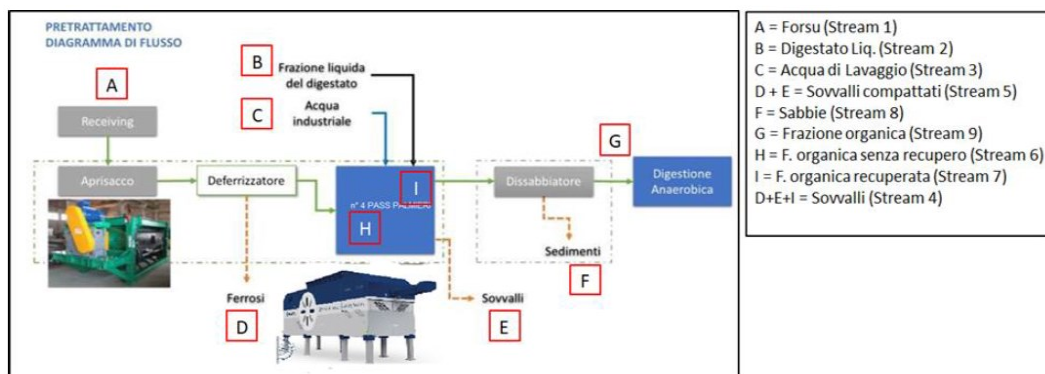 PRETRATTAMENTO
DIAGRAMMA DI FLUSSO
A
B
Frazione liquida
del digestato
C
Acqua
industriale
G
Receiving
Aprisacco
Deferrizzatore
I
n° 4 PASS PALMIERI
H
Dissabbiatore
Digestione
Anaerobica
Sedimenti
F
Ferrosi
D
Sovvalli
E
A = Forsu (Stream 1)
B = Digestato Liq. (Stream 2)
C = Acqua di Lavaggio (Stream 3)
D + E = Sovvalli compattati (Stream 5)
F = Sabbie (Stream 8)
G = Frazione organica (Stream 9)
H = F. organica senza recupero (Stream 6)
I = F. organica recuperata (Stream 7)
D+E+I = Sovvalli (Stream 4)